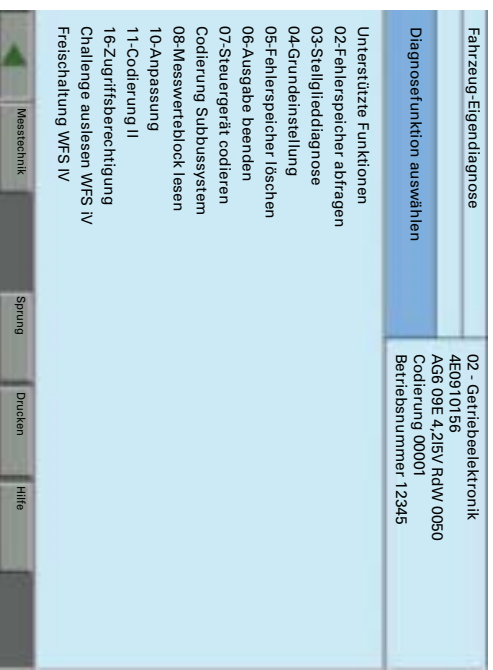 Fahrzeug-Eigendiagnose
Diagnosefunktion auswählen
02 - Getriebeelektronik
4E0910156
AG6 09E 4,2l5V RdW 0050
Codierung 00001
Betriebsnummer 12345
Unterstützte Funktionen
02-Fehlerspeicher abfragen
03-Stellglieddiagnose
04-Grundeinstellung
05-Fehlerspeicher löschen
06-Ausgabe beenden
07-Steuergerät codieren
Codierung Subbussystem
08-Messwerteblock lesen
10-Anpassung
11-Codierung II
16-Zugriffsberechtigung
Challenge auslesen WFS iV
Freischaltung WFS IV
Messtechnik
Sprung
Drucken
Hilfe